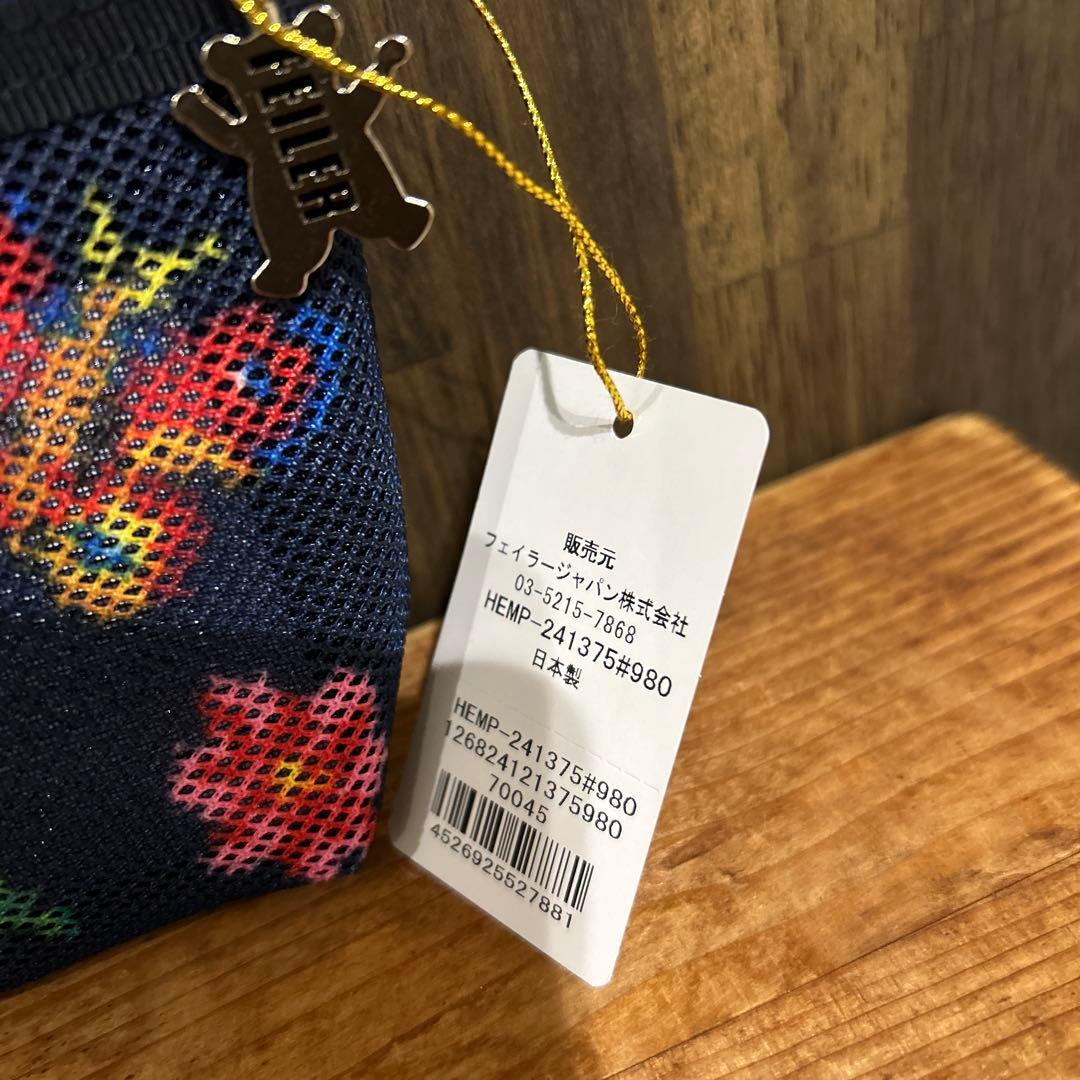 FEILER
販売元
フェイラージャパン株式会社
03-5215-7868
HEMP-241375#980
日本製
HEMP-241375#980
12682412137598０
70045
4526925527881